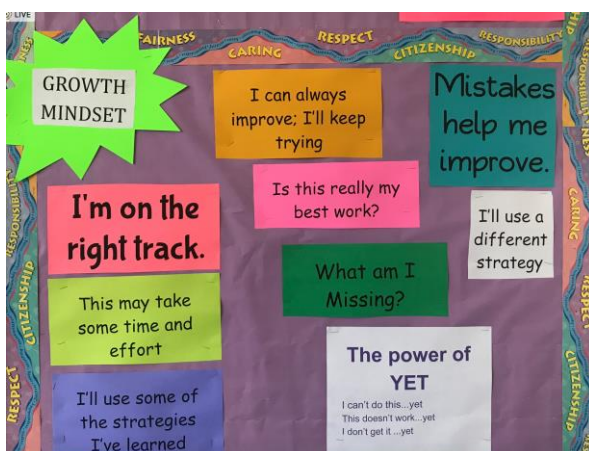 LIVE
FAIRNESS
CARING
RESPECT
CITIZENSHIP
RESPONSIBILITY
GROWTH
MINDSET
I can always
improve; I'll keep
trying
Mistakes
help me
improve.
Is this really my
best work?
I'm on the
right track.
I'll use a
different
strategy
What am I
Missing?
This may take
some time and
effort
The power of
YET
I can't do this...yet
This doesn't work...yet
I don't get it ...yet
I'll use some of
the strategies
I've learned
RESPONSIBILITY
CITIZENSHIP
RESPECT
RESPONSIBILITY
CARING
RESPECT
CITIZENSHIP